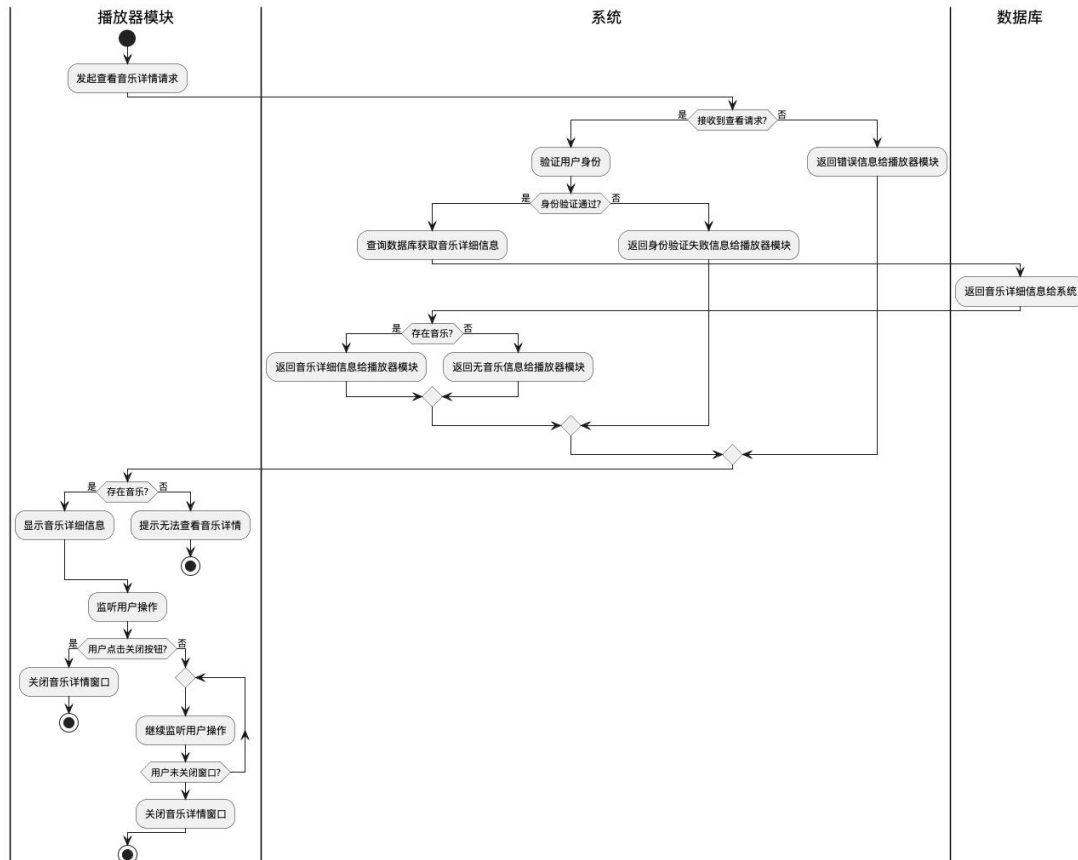 播放器模块
系统
数据库
发起查看音乐详情请求
是
接收到查看请求?
否
验证用户身份
返回错误信息给播放器模块
是
身份验证通过?
否
查询数据库获取音乐详细信息
返回身份验证失败信息给播放器模块
返回音乐详细信息给系统
是
存在音乐?
否
返回音乐详细信息给播放器模块
返回无音乐信息给播放器模块
是
存在音乐?
否
显示音乐详细信息
提示无法查看音乐详情
监听用户操作
是
用户点击关闭按钮?
否
关闭音乐详情窗口
继续监听用户操作
用户未关闭窗口?
关闭音乐详情窗口